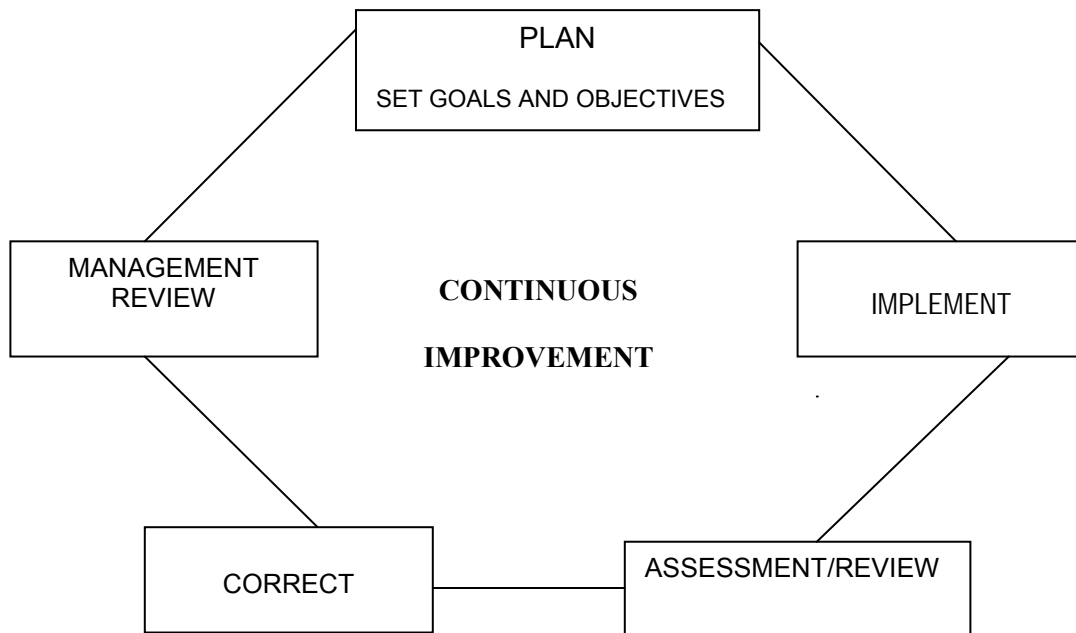 PLAN
SET GOALS AND OBJECTIVES
MANAGEMENT
REVIEW
CONTINUOUS
IMPROVEMENT
IMPLEMENT
CORRECT
ASSESSMENT/REVIEW